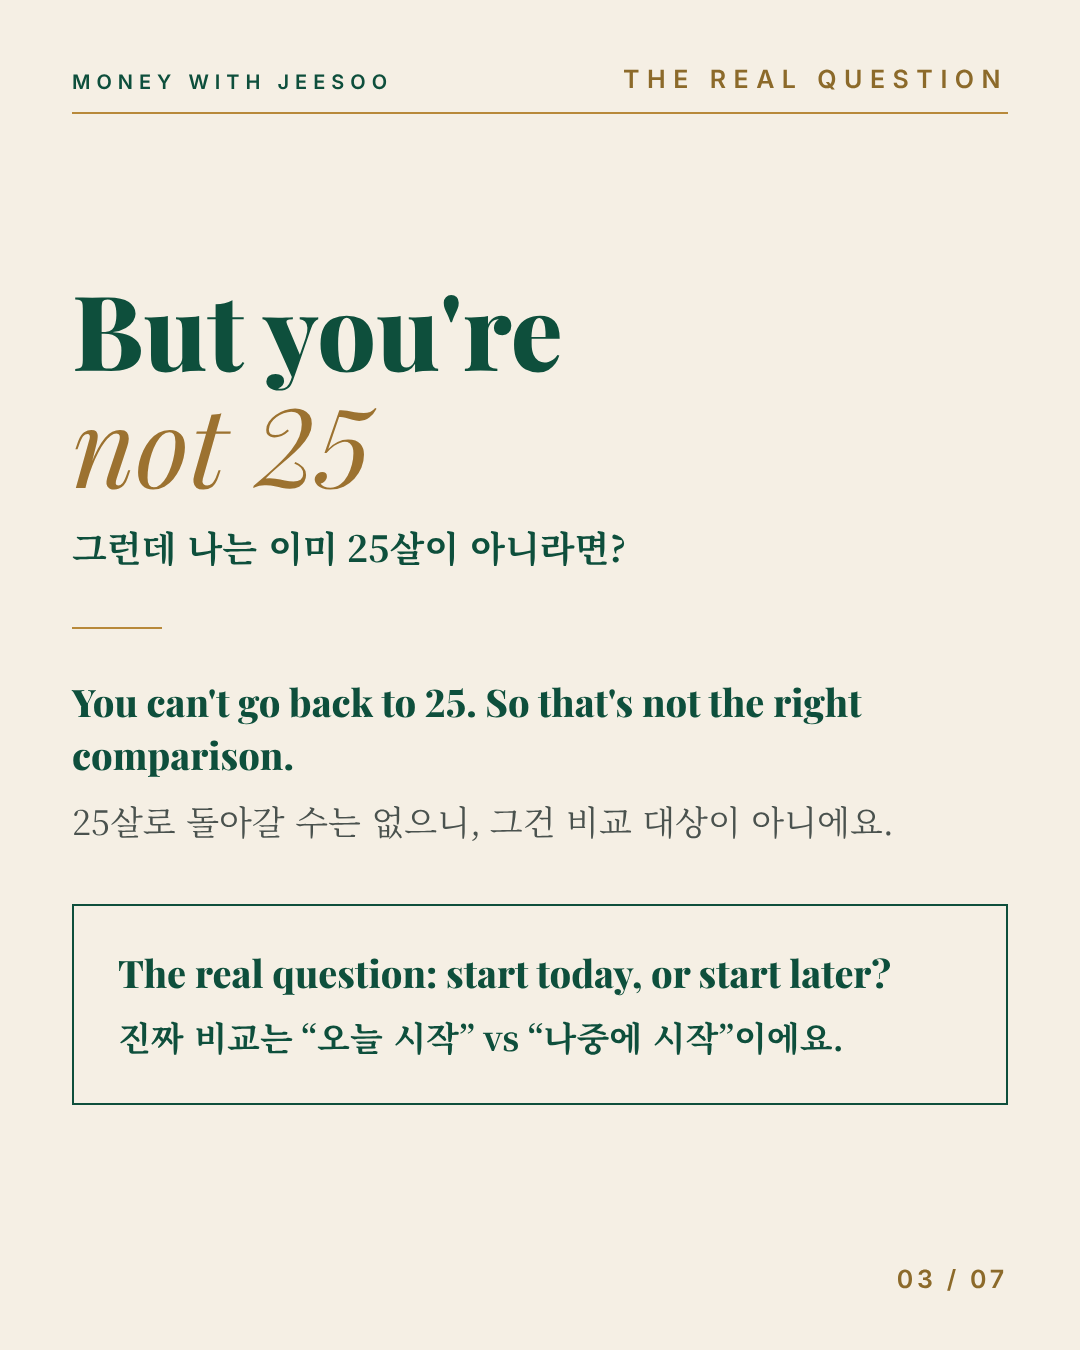 MONEY WITH JEESOO
THE REAL QUESTION
But you're
not 25
그런데 나는 이미 25살이 아니라면?
You can't go back to 25. So that's not the right
comparison.
25살로 돌아갈 수는 없으니, 그건 비교 대상이 아니에요.
The real question: start today, or start later?
진짜 비교는 “오늘 시작” vs “나중에 시작”이에요.
03 / 07